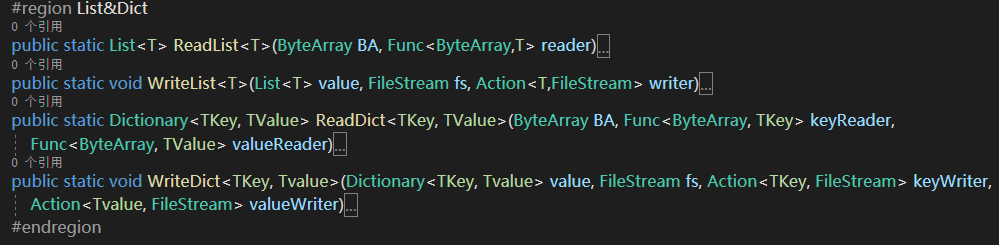 #region List&Dict
0 个引用
public static List<T> ReadList<T>(ByteArray BA, Func<ByteArray,T> reader)...
0 个引用
public static void WriteList<T>(List<T> value, FileStream fs, Action<T,FileStream> writer)...
0 个引用
public static Dictionary<TKey, TValue> ReadDict<TKey, TValue>(ByteArray BA, Func<ByteArray, TKey> keyReader,
Func<ByteArray, TValue> valueReader)...
0 个引用
public static void WriteDict<TKey, Tvalue>(Dictionary<TKey, Tvalue> value, FileStream fs, Action<TKey, FileStream> keyWriter,
Action<Tvalue, FileStream> valueWriter)...
#endregion